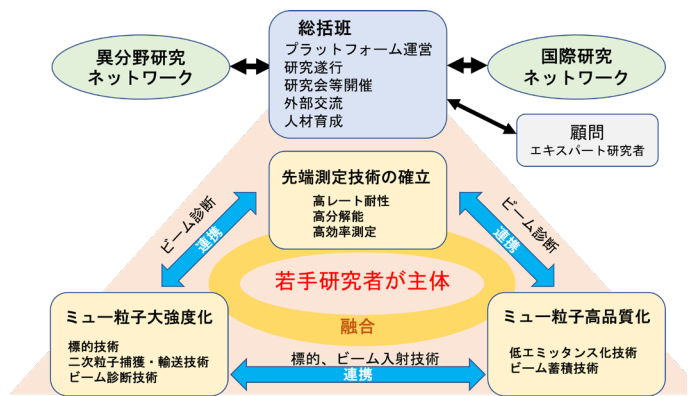 総括班
プラットフォーム運営
研究遂行
研究会等開催
外部交流
人材育成
異分野研究
ネットワーク
国際研究
ネットワーク
顧問
エキスパート研究者
先端測定技術の確立
高レート耐性
高分解能
高効率測定
ビーム診断
連携
ビーム診断
連携
若手研究者が主体
融合
ミュー粒子大強度化
標的技術
二次粒子捕獲・輸送技術
ビーム診断技術
ミュー粒子高品質化
低エミッタンス化技術
ビーム蓄積技術
標的、ビーム入射技術
連携